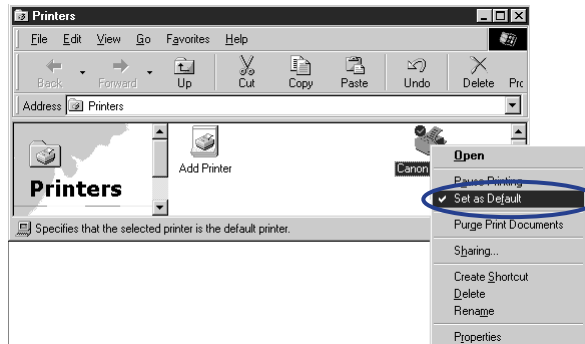 Printers
File Edit View Go Favorites Help
Back Forward Up Cut Copy Paste Undo Delete
Address Printers
Printers
Add Printer
Canon
Specifies that the selected printer is the default printer.
Open
Pause Printing
Set as Default
Purge Print Documents
Sharing...
Create Shortcut
Delete
Rename
Properties